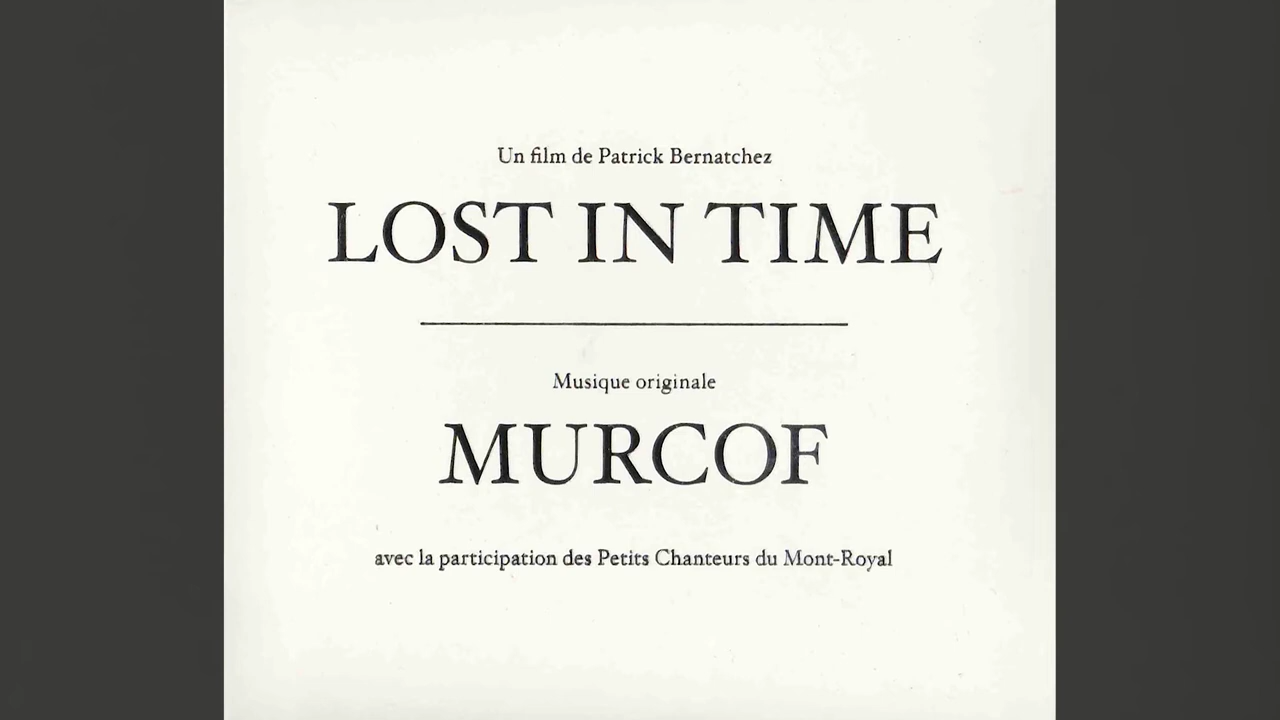 Un film de Patrick Bernatchez
LOST IN TIME
Musique originale
MURCOF
avec la participation des Petits Chanteurs du Mont-Royal